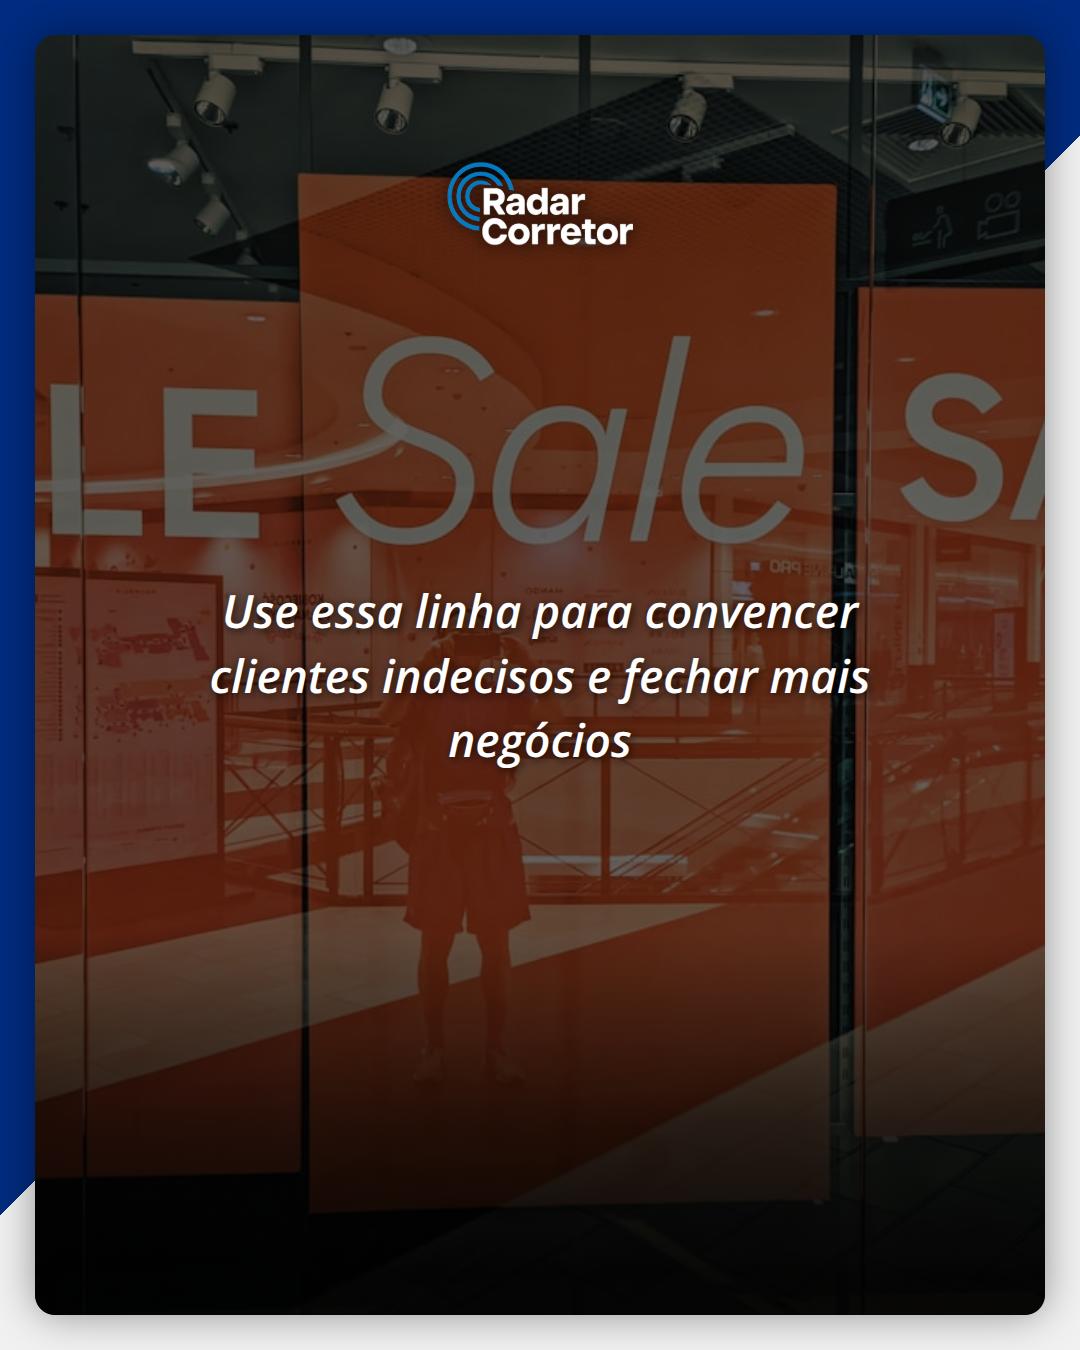 Radar
Corretor
LE Sale SA
Use essa linha para convencer
clientes indecisos e fechar mais
negócios